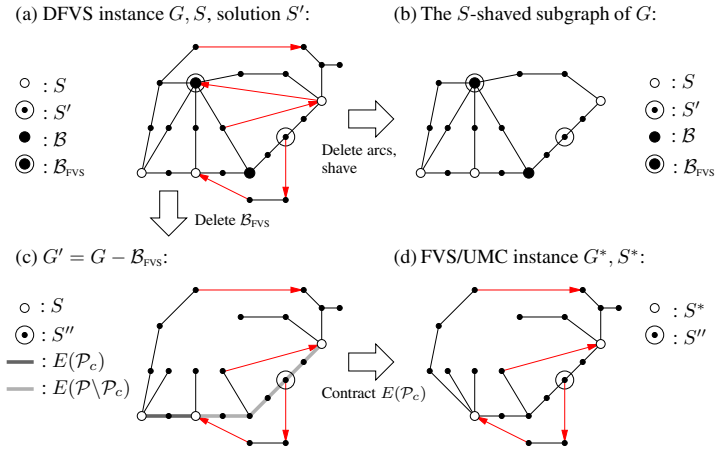 (a) DFVS instance G, S, solution S′:
(b) The S-shaved subgraph of G:
: S
: S′
: B
: B_FVS
Delete arcs,
shave
: S
: S′
: B
: B_FVS
Delete B_FVS
(c) G′ = G − B_FVS:
(d) FVS/UMC instance G*, S*:
: S
: S″
: E(P_c)
: E(P\P_c)
Contract E(P_c)
: S*
: S″